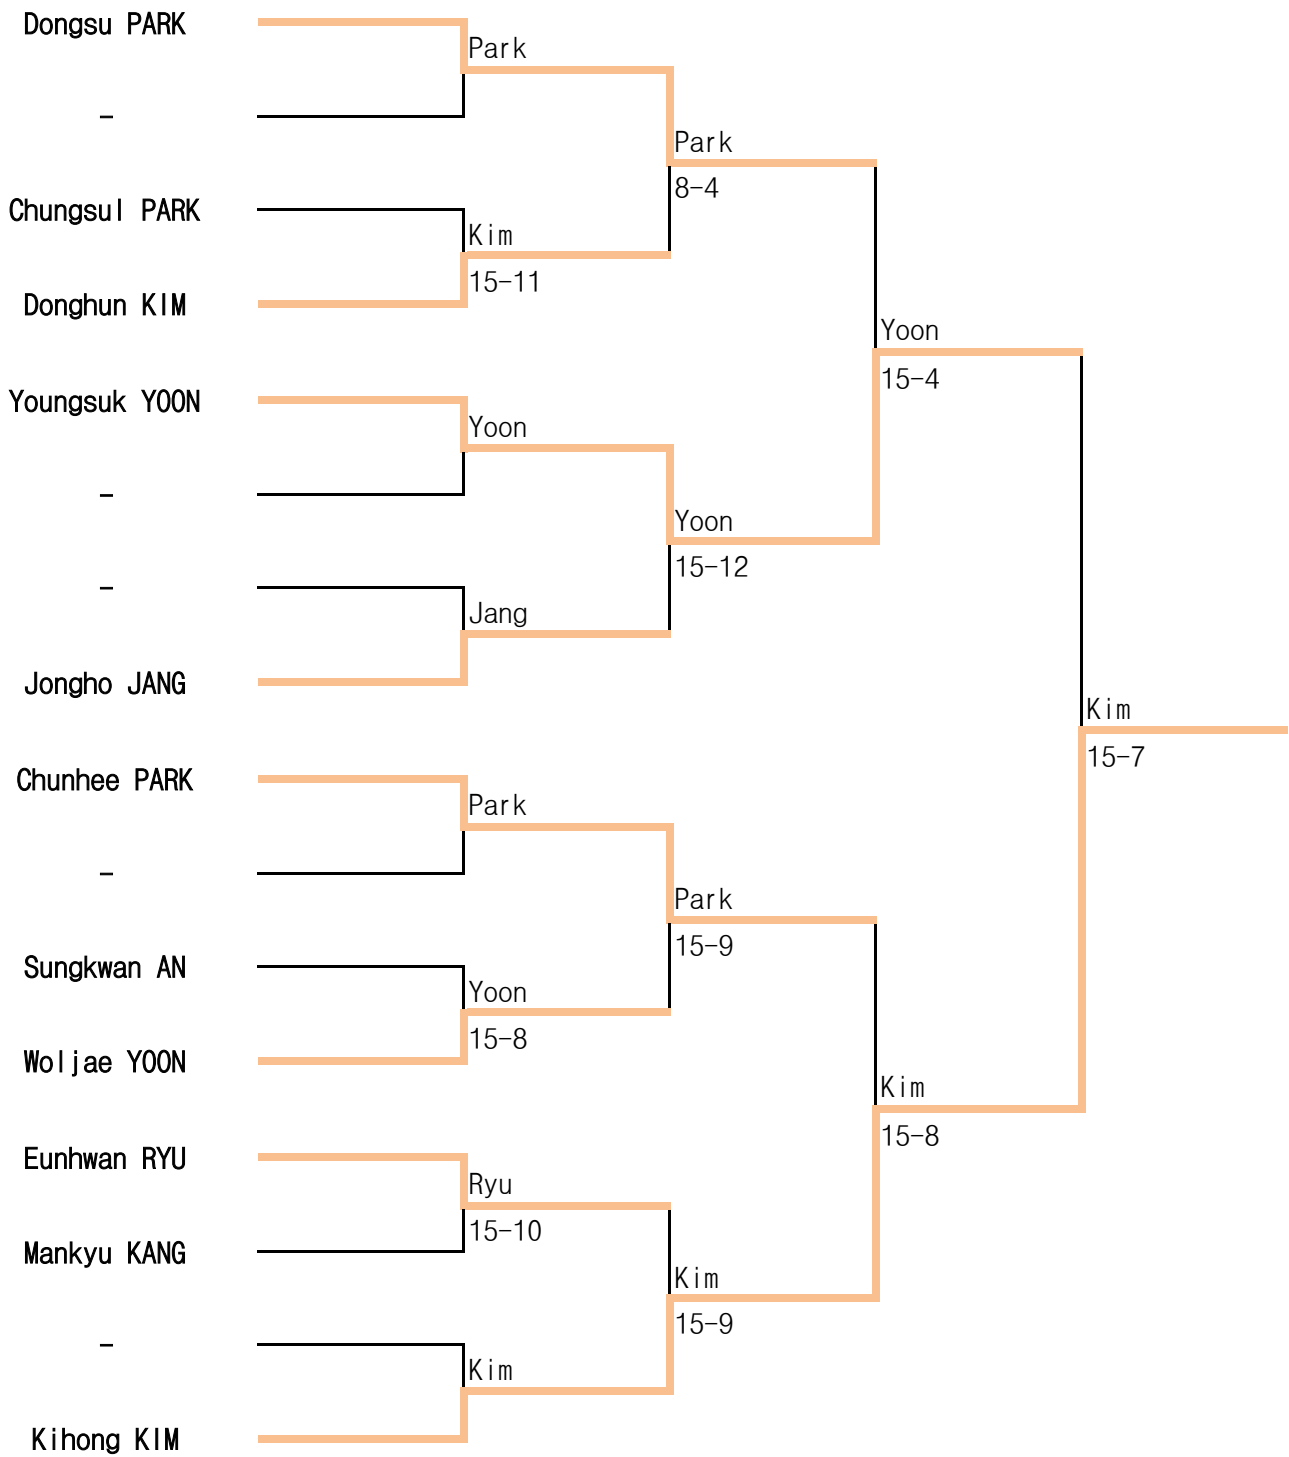 Dongsu PARK
Park
-
Park
8-4
Chungsul PARK
Kim
15-11
Donghun KIM
Yoon
15-4
Youngsuk YOON
Yoon
-
Yoon
15-12
-
Jang
Jongho JANG
Kim
15-7
Chunhee PARK
Park
-
Park
15-9
Sungkwan AN
Yoon
15-8
Woljae YOON
Kim
15-8
Eunhwan RYU
Ryu
15-10
Mankyu KANG
Kim
15-9
-
Kim
Kihong KIM